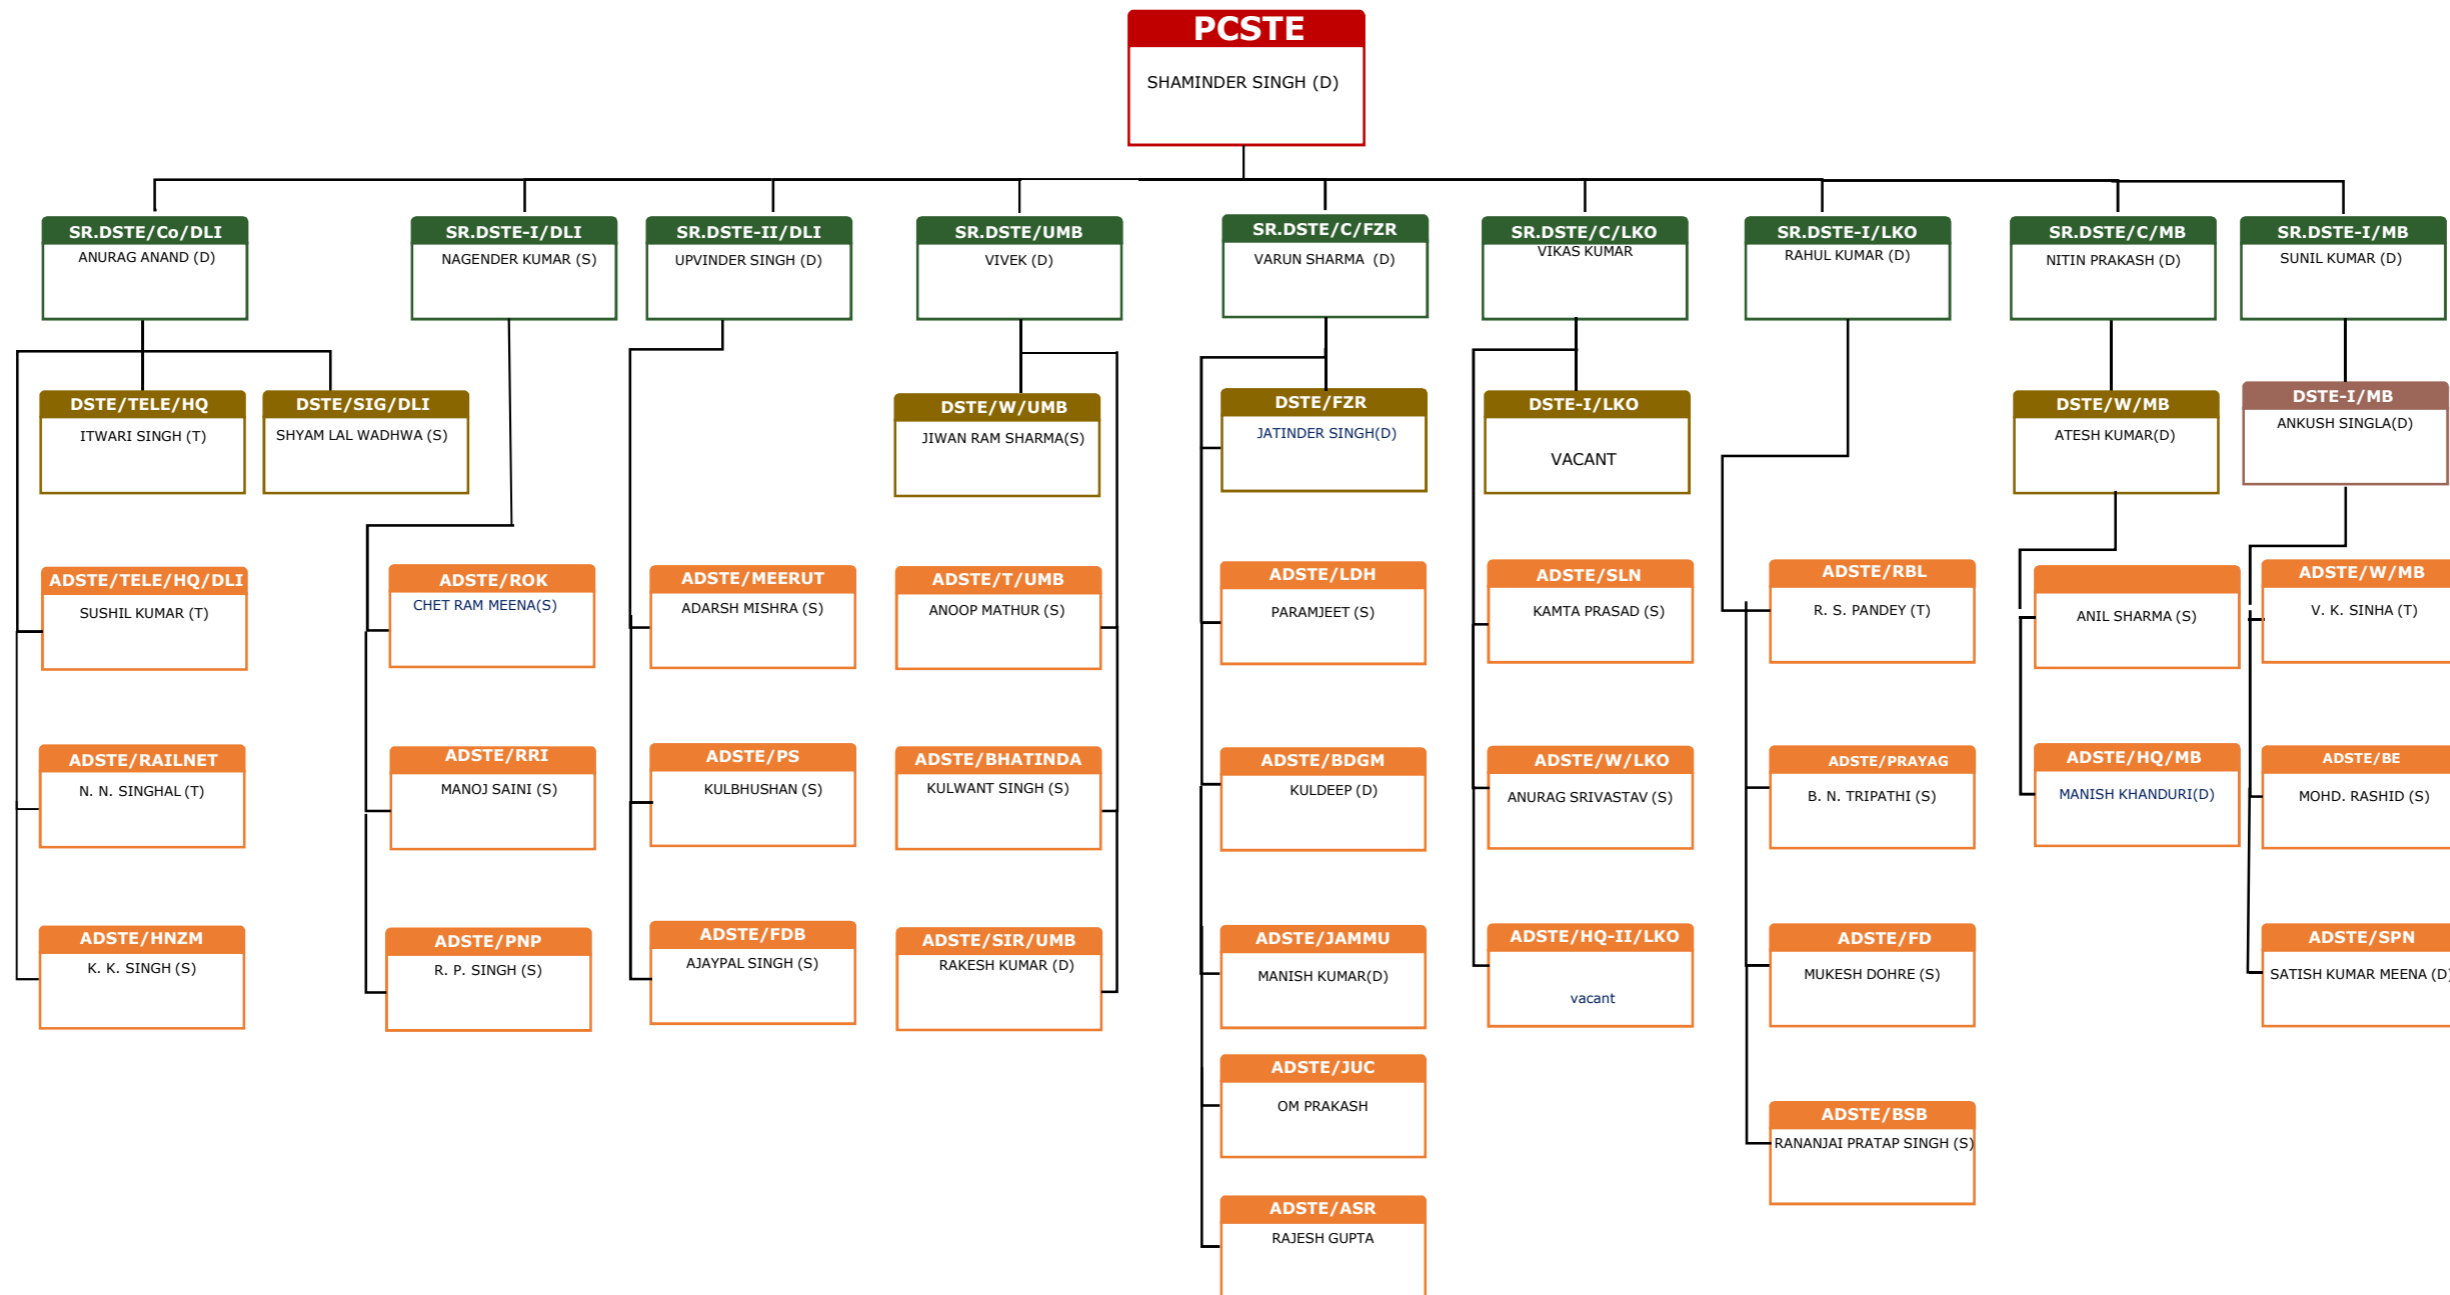 PCSTE
SHAMINDER SINGH (D)
SR.DSTE/Co/DLI
ANURAG ANAND (D)
SR.DSTE-I/DLI
NAGENDER KUMAR (S)
SR.DSTE-II/DLI
UPVINDER SINGH (D)
SR.DSTE/UMB
VIVEK (D)
SR.DSTE/C/FZR
VARUN SHARMA (D)
SR.DSTE/C/LKO
VIKAS KUMAR
SR.DSTE-I/LKO
RAHUL KUMAR (D)
SR.DSTE/C/MB
NITIN PRAKASH (D)
SR.DSTE-I/MB
SUNIL KUMAR (D)
DSTE/TELE/HQ
ITWARI SINGH (T)
DSTE/SIG/DLI
SHYAM LAL WADHWA (S)
DSTE/W/UMB
JIWAN RAM SHARMA(S)
DSTE/FZR
JATINDER SINGH(D)
DSTE-I/LKO
VACANT
DSTE/W/MB
ATESH KUMAR(D)
DSTE-I/MB
ANKUSH SINGLA(D)
ADSTE/TELE/HQ/DLI
SUSHIL KUMAR (T)
ADSTE/ROK
CHET RAM MEENA(S)
ADSTE/MEERUT
ADARSH MISHRA (S)
ADSTE/T/UMB
ANOOP MATHUR (S)
ADSTE/LDH
PARAMJEET (S)
ADSTE/SLN
KAMTA PRASAD (S)
ADSTE/RBL
R. S. PANDEY (T)
ANIL SHARMA (S)
ADSTE/W/MB
V. K. SINHA (T)
ADSTE/RAILNET
N. N. SINGHAL (T)
ADSTE/RRI
MANOJ SAINI (S)
ADSTE/PS
KULBHUSHAN (S)
ADSTE/BHATINDA
KULWANT SINGH (S)
ADSTE/BDGM
KULDEEP (D)
ADSTE/W/LKO
ANURAG SRIVASTAV (S)
ADSTE/PRAYAG
B. N. TRIPATHI (S)
ADSTE/HQ/MB
MANISH KHANDURI(D)
ADSTE/BE
MOHD. RASHID (S)
ADSTE/HNZM
K. K. SINGH (S)
ADSTE/PNP
R. P. SINGH (S)
ADSTE/FDB
AJAYPAL SINGH (S)
ADSTE/SIR/UMB
RAKESH KUMAR (D)
ADSTE/JAMMU
MANISH KUMAR(D)
ADSTE/HQ-II/LKO
vacant
ADSTE/FD
MUKESH DOHRE (S)
ADSTE/SPN
SATISH KUMAR MEENA (D)
ADSTE/JUC
OM PRAKASH
ADSTE/BSB
RANANJAI PRATAP SINGH (S)
ADSTE/ASR
RAJESH GUPTA